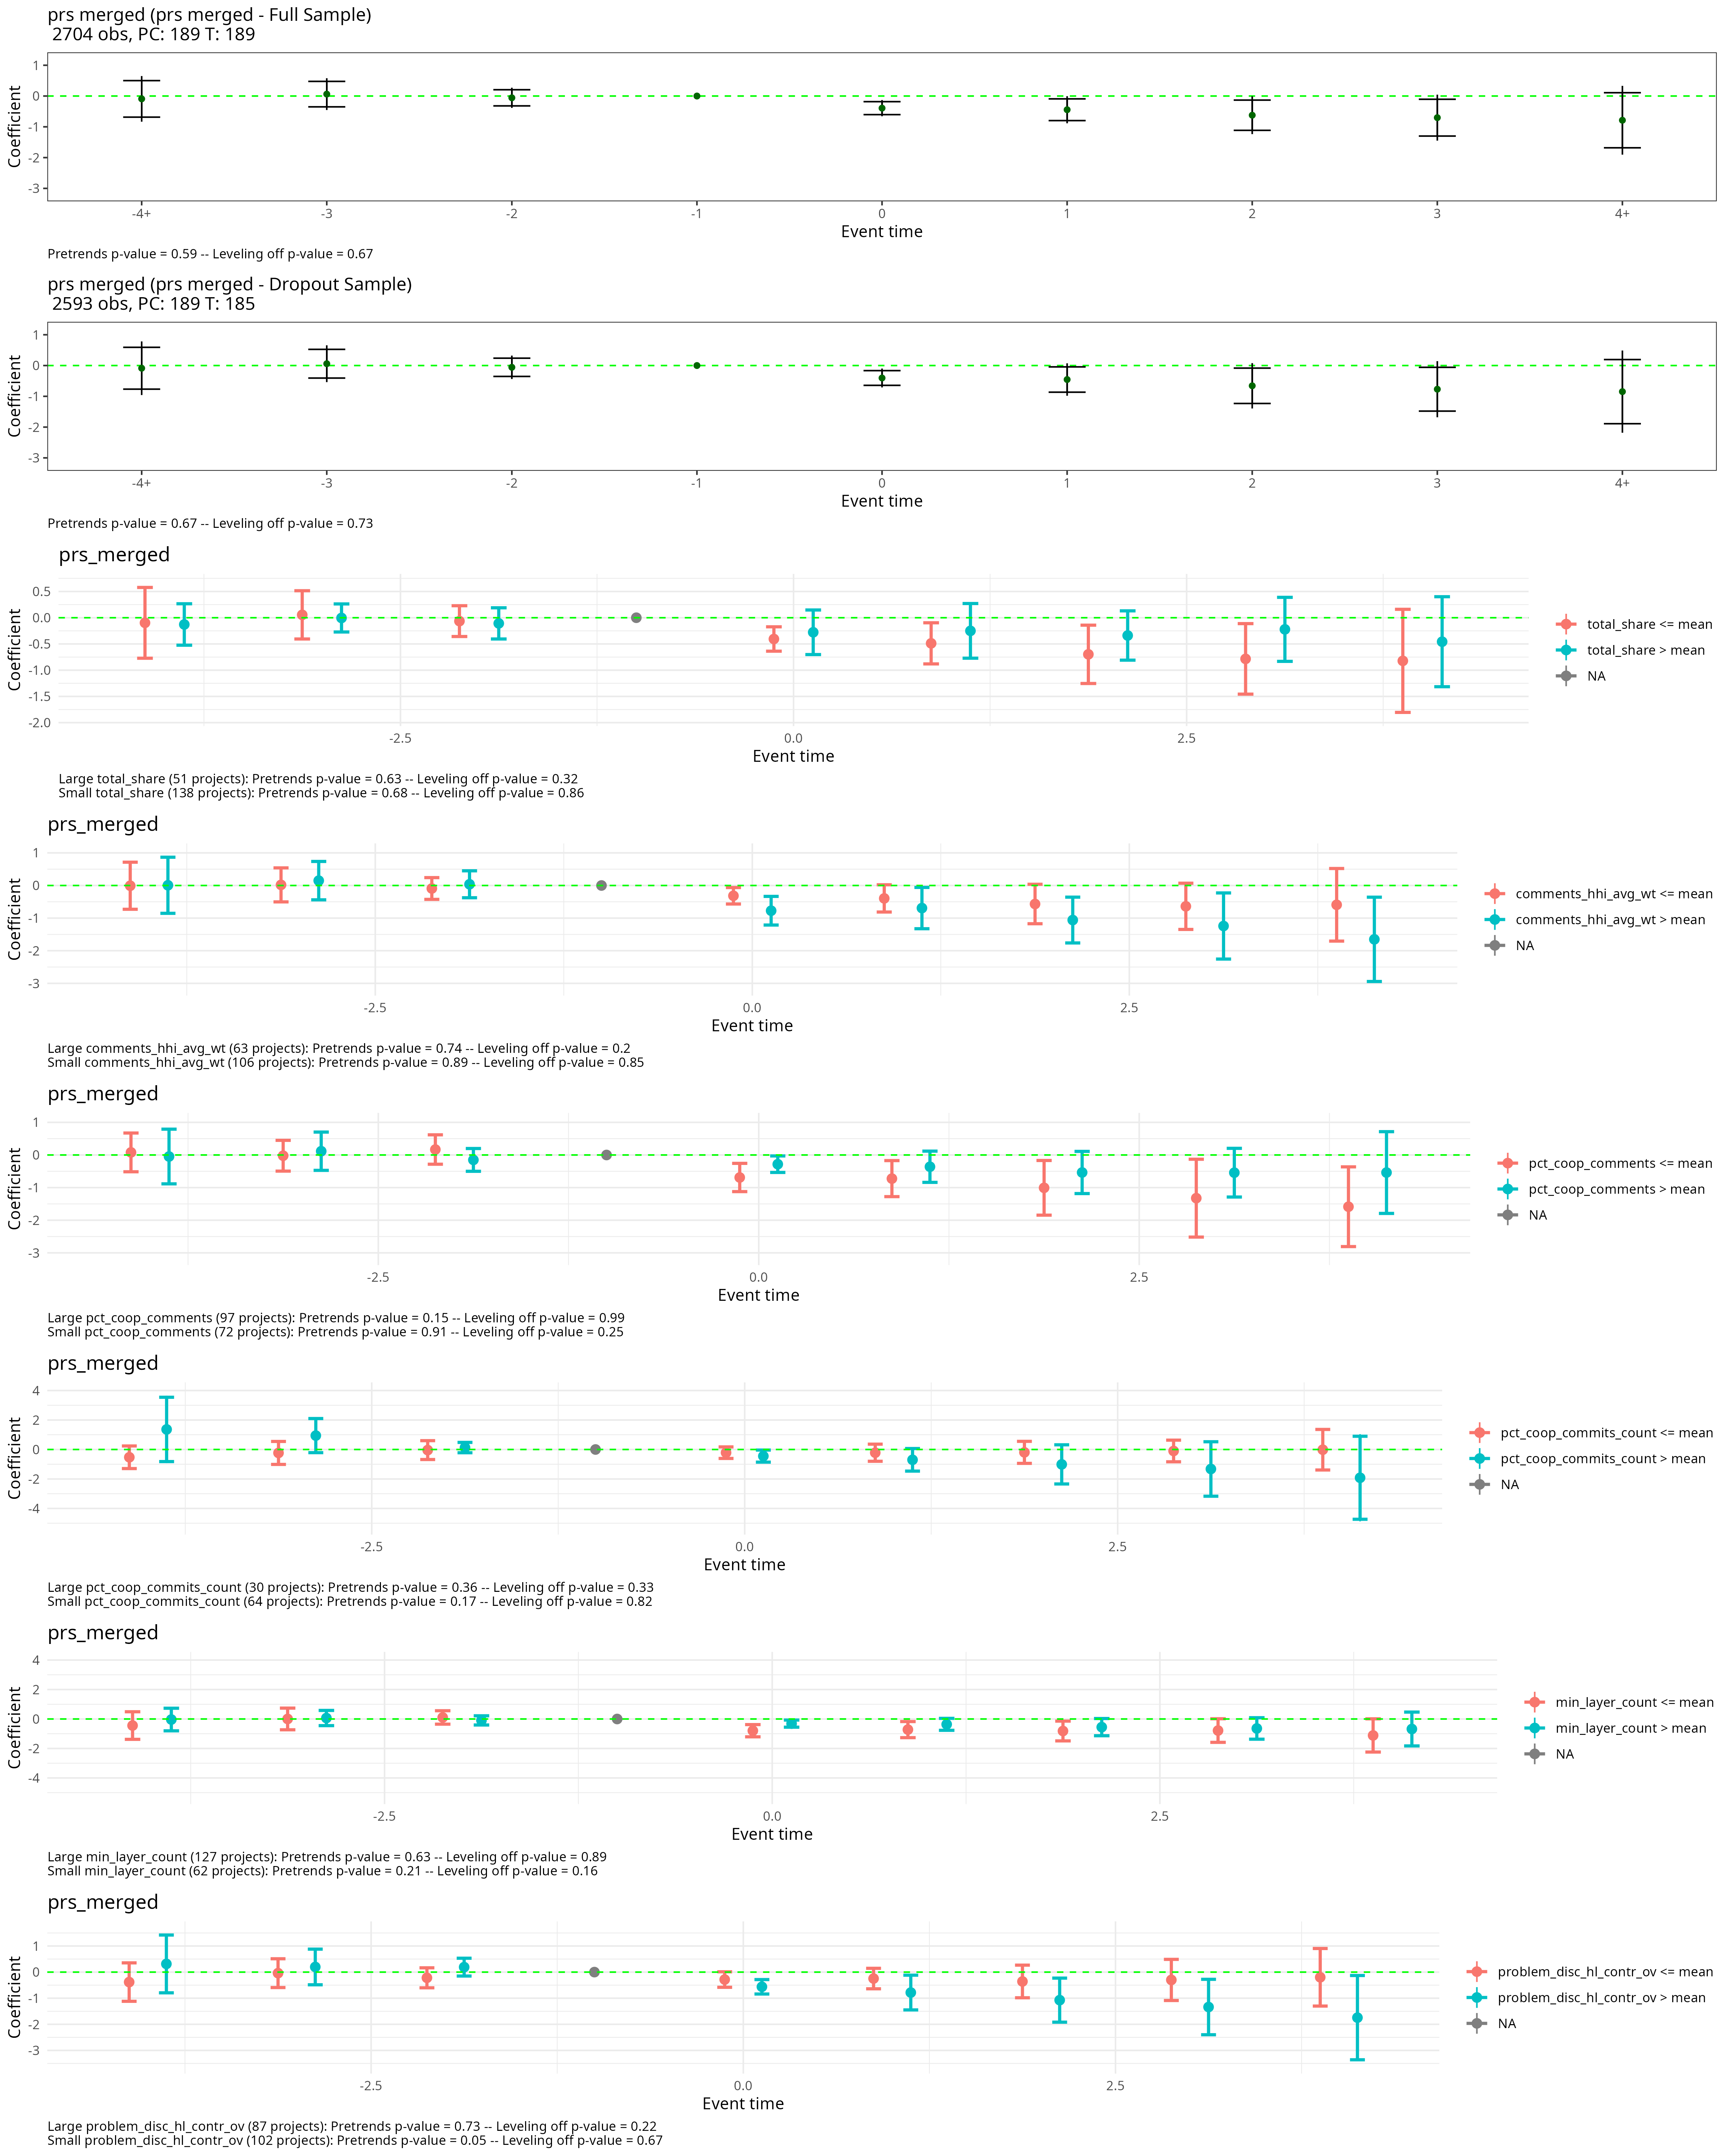 prs merged (prs merged - Full Sample)
2704 obs, PC: 189 T: 189
1
0
-1
-2
-3
Coefficient
-4+ -3 -2 -1 0 1 2 3 4+
Event time
Pretrends p-value = 0.59 -- Leveling off p-value = 0.67
prs merged (prs merged - Dropout Sample)
2593 obs, PC: 189 T: 185
1
0
-1
-2
-3
Coefficient
-4+ -3 -2 -1 0 1 2 3 4+
Event time
Pretrends p-value = 0.67 -- Leveling off p-value = 0.73
prs_merged
0.5
0.0
-0.5
-1.0
-1.5
-2.0
Coefficient
-2.5 0.0 2.5
Event time
total_share <= mean
total_share > mean
NA
Large total_share (51 projects): Pretrends p-value = 0.63 -- Leveling off p-value = 0.32
Small total_share (138 projects): Pretrends p-value = 0.68 -- Leveling off p-value = 0.86
prs_merged
1
0
-1
-2
-3
Coefficient
-2.5 0.0 2.5
Event time
comments_hhi_avg_wt <= mean
comments_hhi_avg_wt > mean
NA
Large comments_hhi_avg_wt (63 projects): Pretrends p-value = 0.74 -- Leveling off p-value = 0.2
Small comments_hhi_avg_wt (106 projects): Pretrends p-value = 0.89 -- Leveling off p-value = 0.85
prs_merged
1
0
-1
-2
-3
Coefficient
-2.5 0.0 2.5
Event time
pct_coop_comments <= mean
pct_coop_comments > mean
NA
Large pct_coop_comments (97 projects): Pretrends p-value = 0.15 -- Leveling off p-value = 0.99
Small pct_coop_comments (72 projects): Pretrends p-value = 0.91 -- Leveling off p-value = 0.25
prs_merged
4
2
0
-2
-4
Coefficient
-2.5 0.0 2.5
Event time
pct_coop_commits_count <= mean
pct_coop_commits_count > mean
NA
Large pct_coop_commits_count (30 projects): Pretrends p-value = 0.36 -- Leveling off p-value = 0.33
Small pct_coop_commits_count (64 projects): Pretrends p-value = 0.17 -- Leveling off p-value = 0.82
prs_merged
4
2
0
-2
-4
Coefficient
-2.5 0.0 2.5
Event time
min_layer_count <= mean
min_layer_count > mean
NA
Large min_layer_count (127 projects): Pretrends p-value = 0.63 -- Leveling off p-value = 0.89
Small min_layer_count (62 projects): Pretrends p-value = 0.21 -- Leveling off p-value = 0.16
prs_merged
1
0
-1
-2
-3
Coefficient
-2.5 0.0 2.5
Event time
problem_disc_hl_contr_ov <= mean
problem_disc_hl_contr_ov > mean
NA
Large problem_disc_hl_contr_ov (87 projects): Pretrends p-value = 0.73 -- Leveling off p-value = 0.22
Small problem_disc_hl_contr_ov (102 projects): Pretrends p-value = 0.05 -- Leveling off p-value = 0.67